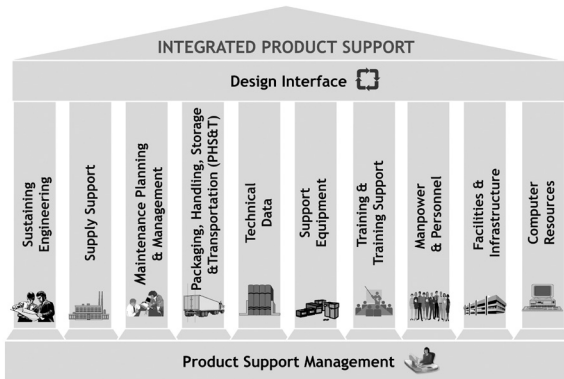 INTEGRATED PRODUCT SUPPORT
Design Interface
Sustaining
Engineering
Supply Support
Maintenance Planning
& Management
Packaging, Handling, Storage
&Transportation (PHS&T)
Technical
Data
Support
Equipment
Training &
Training Support
Manpower
& Personnel
Facilities &
Infrastructure
Computer
Resources
Product Support Management